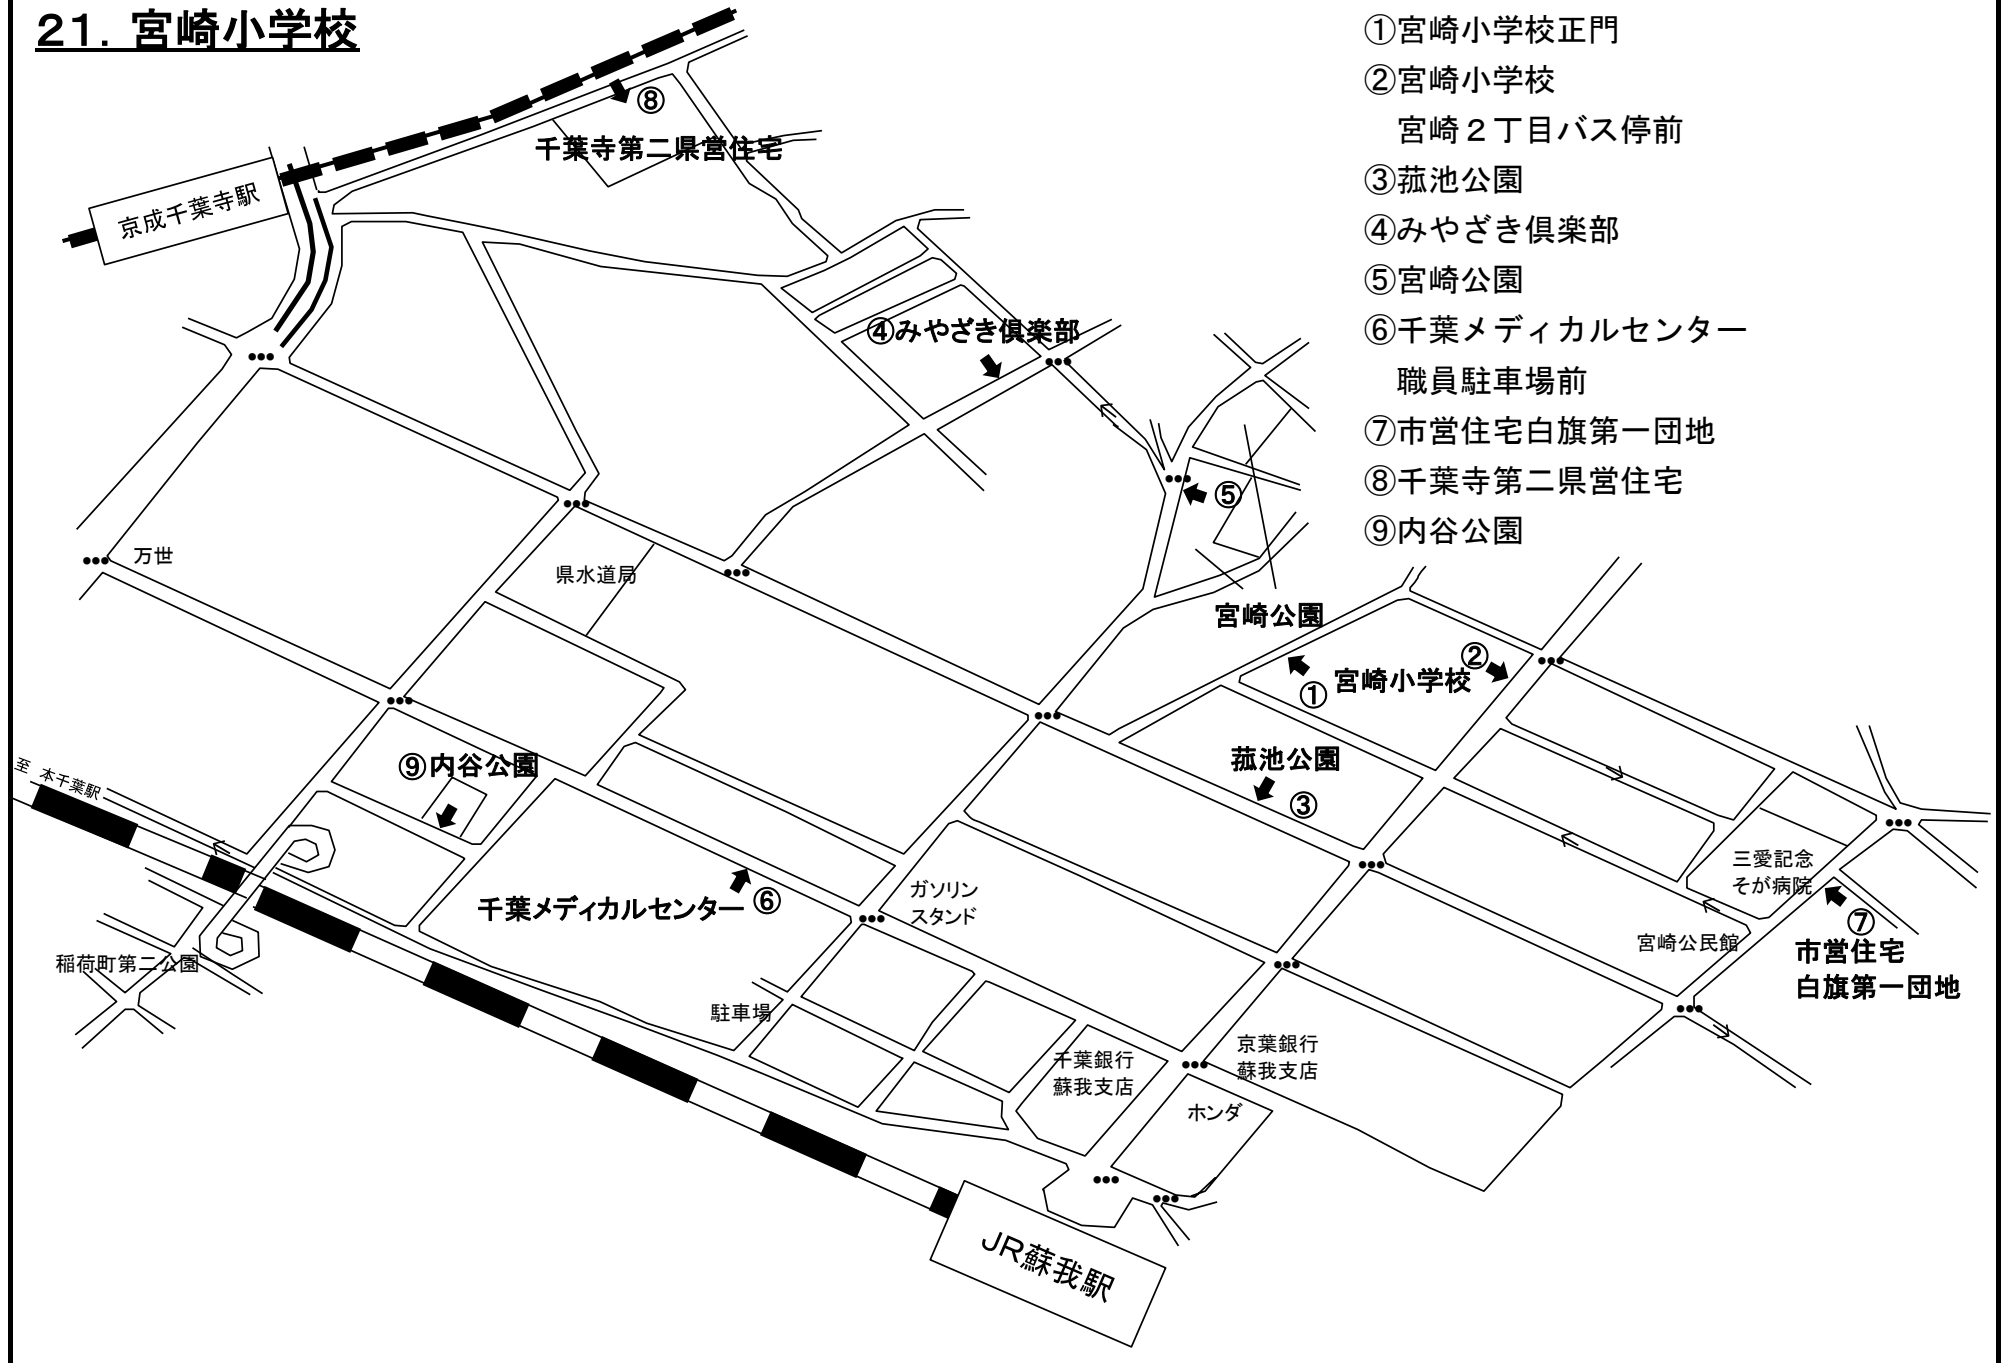 21. 宮崎小学校
①宮崎小学校正門
②宮崎小学校
宮崎２丁目バス停前
③菰池公園
④みやざき倶楽部
⑤宮崎公園
⑥千葉メディカルセンター
職員駐車場前
⑦市営住宅白旗第一団地
⑧千葉寺第二県営住宅
⑨内谷公園
⑧
千葉寺第二県営住宅
京成千葉寺駅
④みやざき倶楽部
⑤
万世
県水道局
宮崎公園
②
宮崎小学校
①
菰池公園
③
⑨内谷公園
至 本千葉駅
千葉メディカルセンター
⑥
ガソリン
スタンド
三愛記念
そが病院
⑦
市営住宅
白旗第一団地
宮崎公民館
稲荷町第二公園
駐車場
千葉銀行
蘇我支店
京葉銀行
蘇我支店
ホンダ
ＪＲ蘇我駅